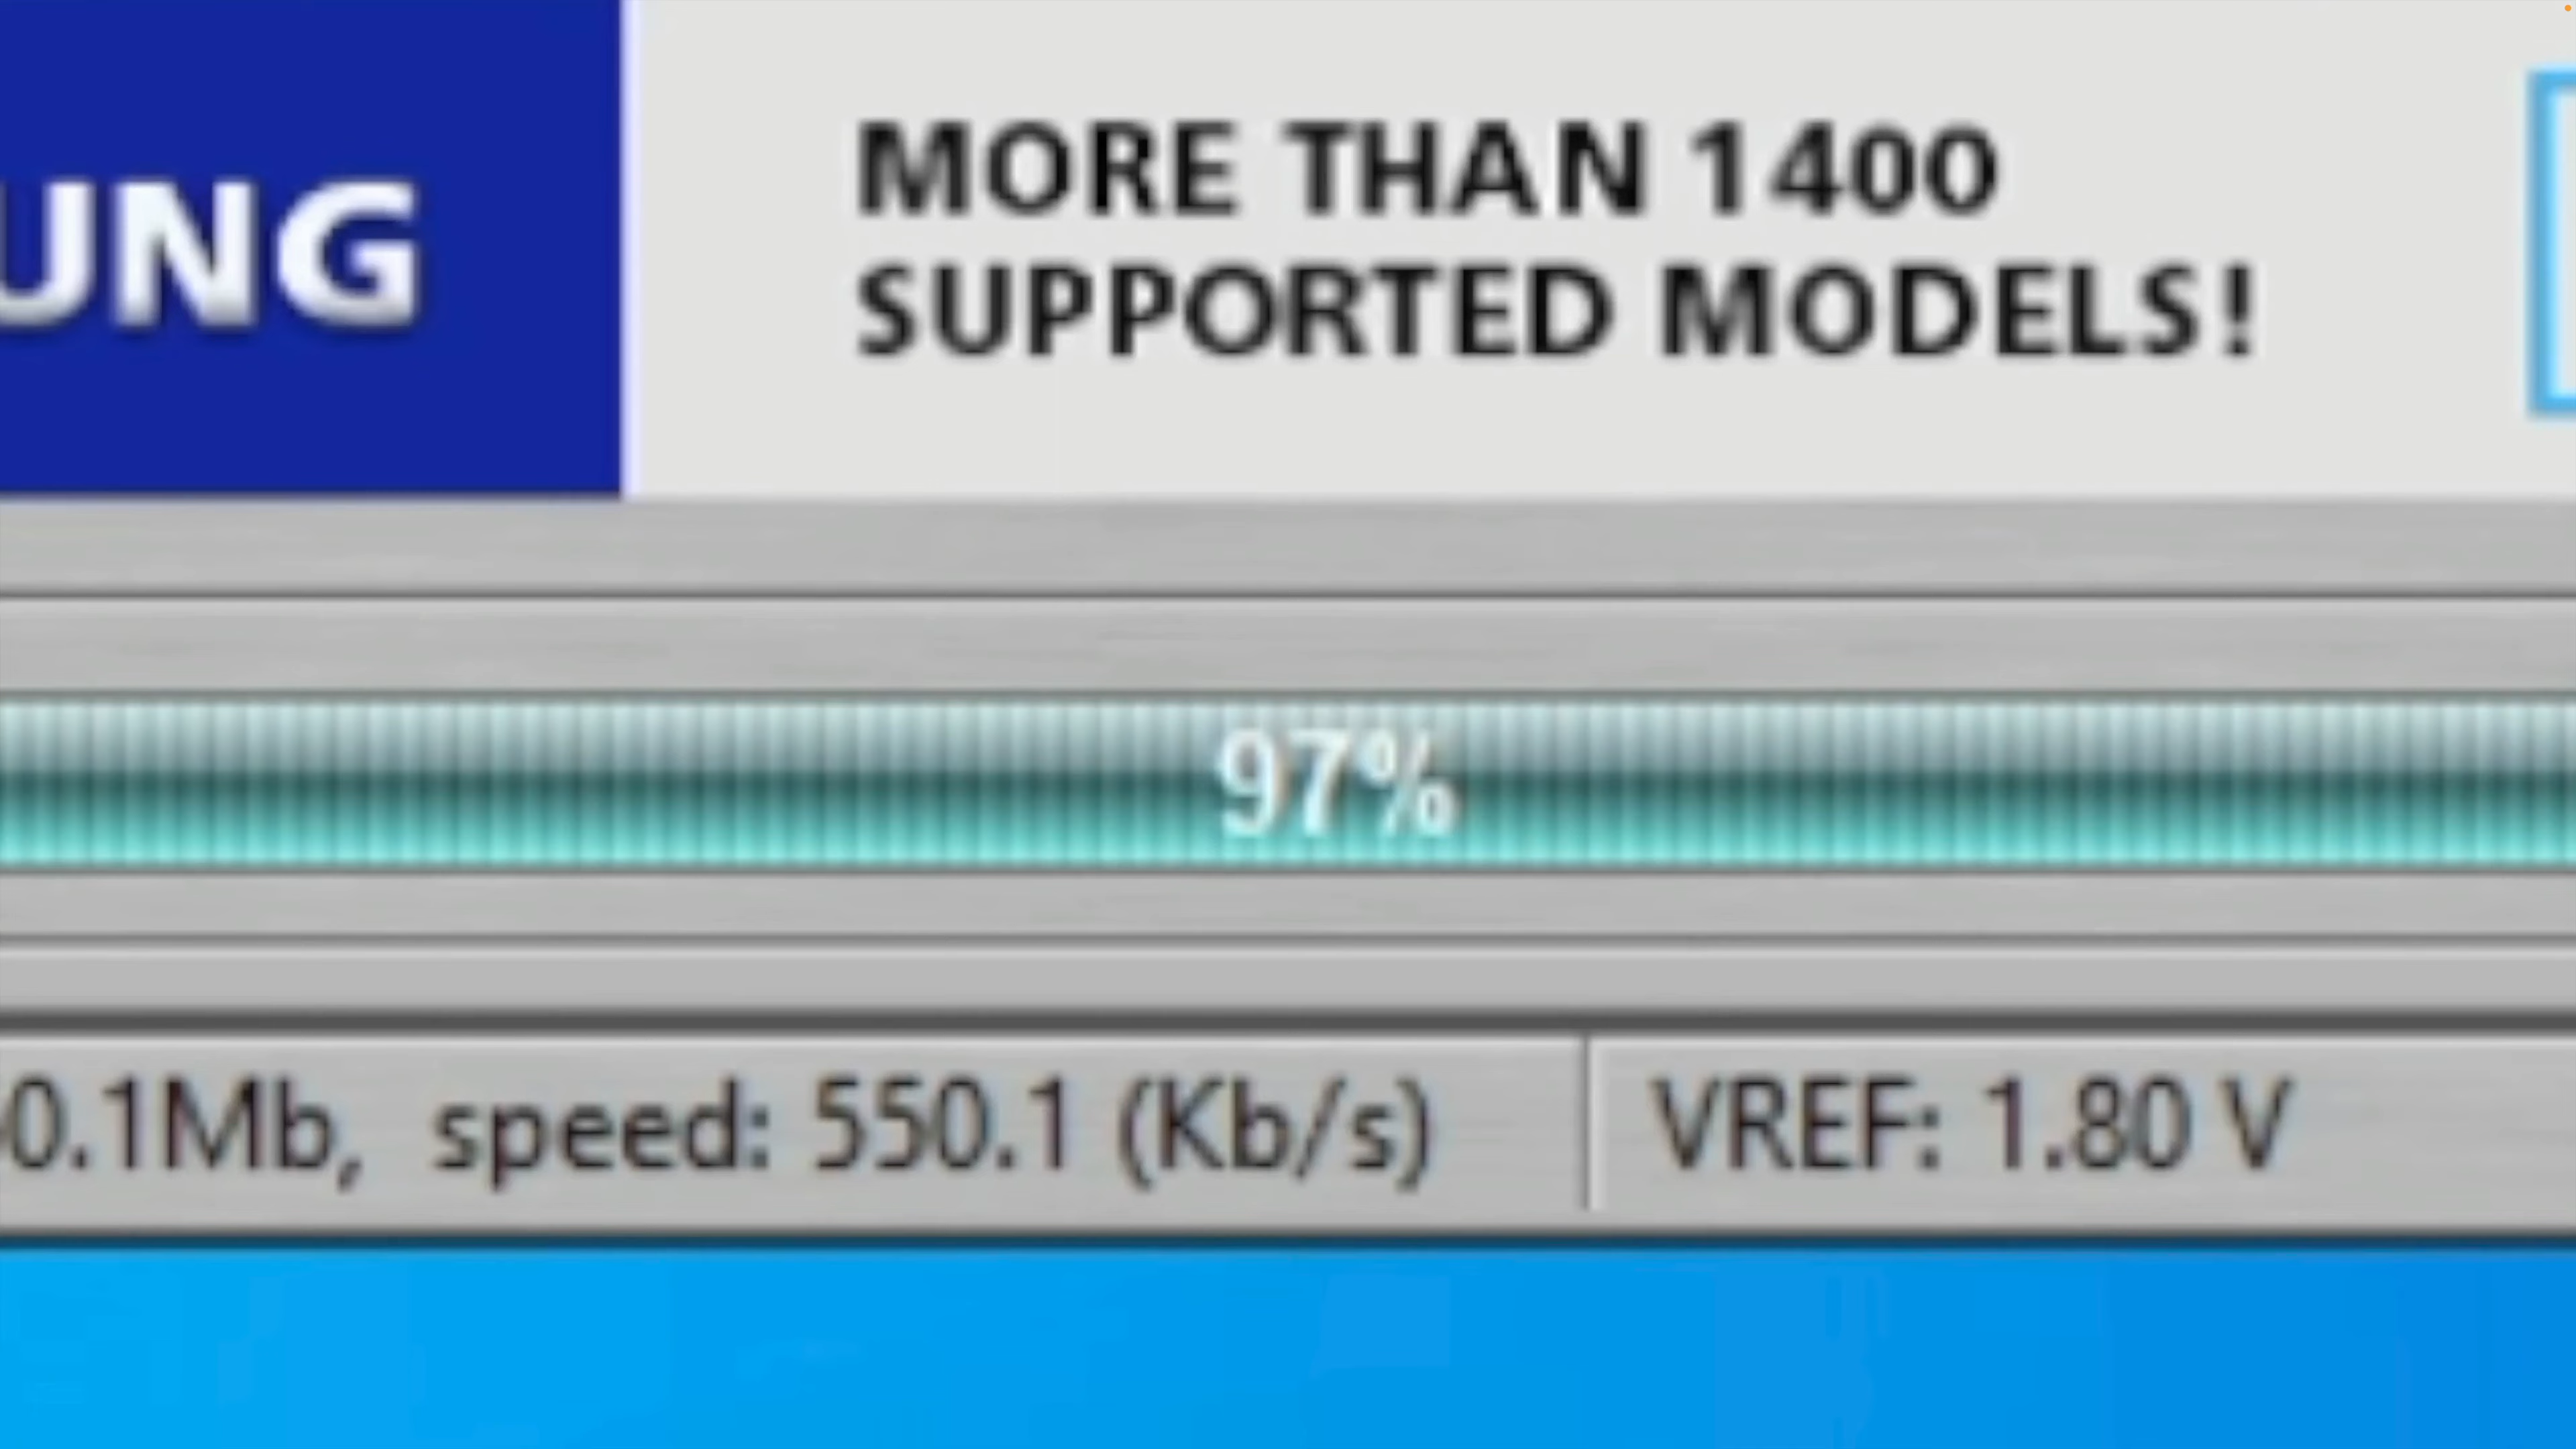 UNG
MORE THAN 1400
SUPPORTED MODELS!
97%
0.1Mb, speed: 550.1 (Kb/s)
VREF: 1.80 V